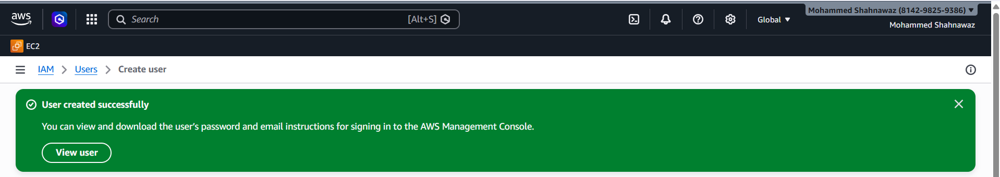 aws
Search [Alt+S]
Global
Mohammed Shahnawaz (8142-9825-9386)
Mohammed Shahnawaz
EC2
IAM Users Create user
User created successfully
You can view and download the user’s password and email instructions for signing in to the AWS Management Console.
View user